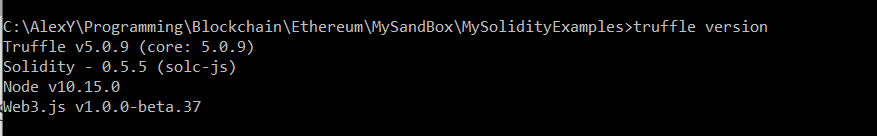 C:\AlexY\Programming\Blockchain\Ethereum\MySandBox\MySolidityExamples>truffle version
Truffle v5.0.9 (core: 5.0.9)
Solidity - 0.5.5 (solc-js)
Node v10.15.0
Web3.js v1.0.0-beta.37